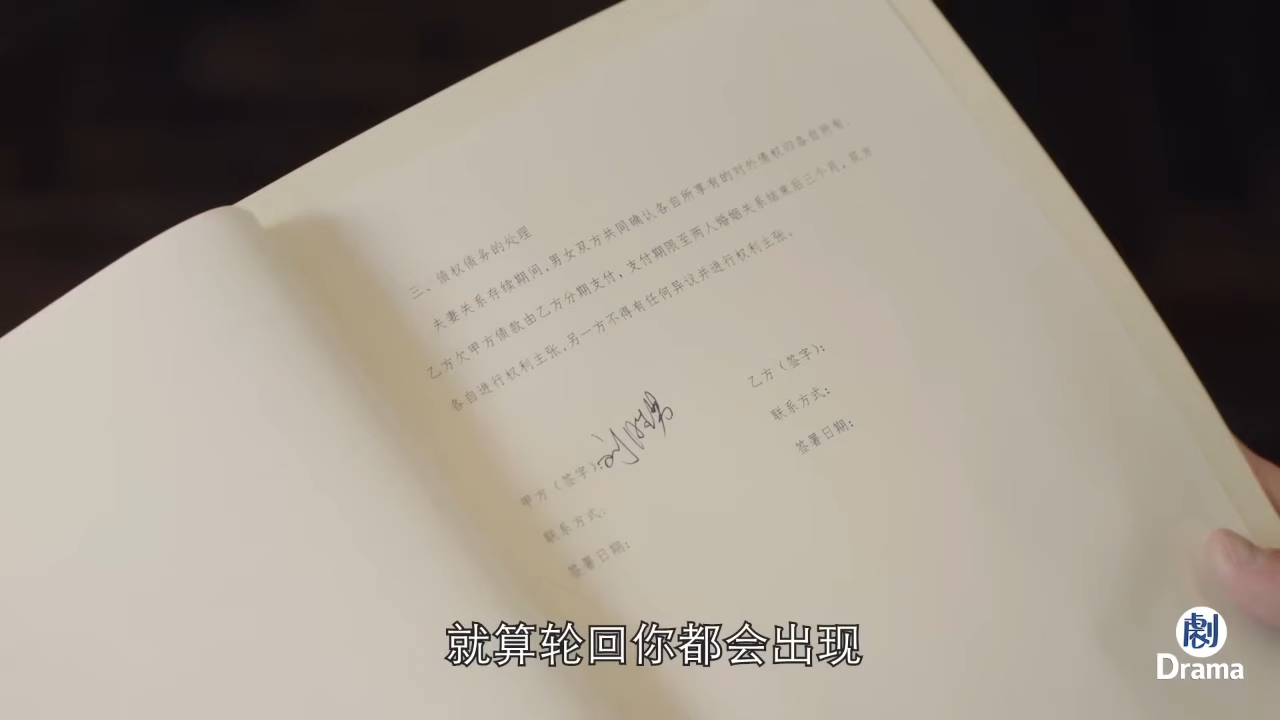 三、债权债务的处理
夫妻关系存续期间，男女双方共同确认各自所享有的对外债权归各自所有.
乙方欠甲方债款由乙方分期支付，支付期限至两人婚姻关系结束后三个月，双方
各自进行权利主张，另一方不得有任何异议并进行权利主张。
甲方（签字）：
乙方（签字）：
联系方式：
联系方式：
签署日期：
签署日期：
就算轮回你都会出现
劇
Drama